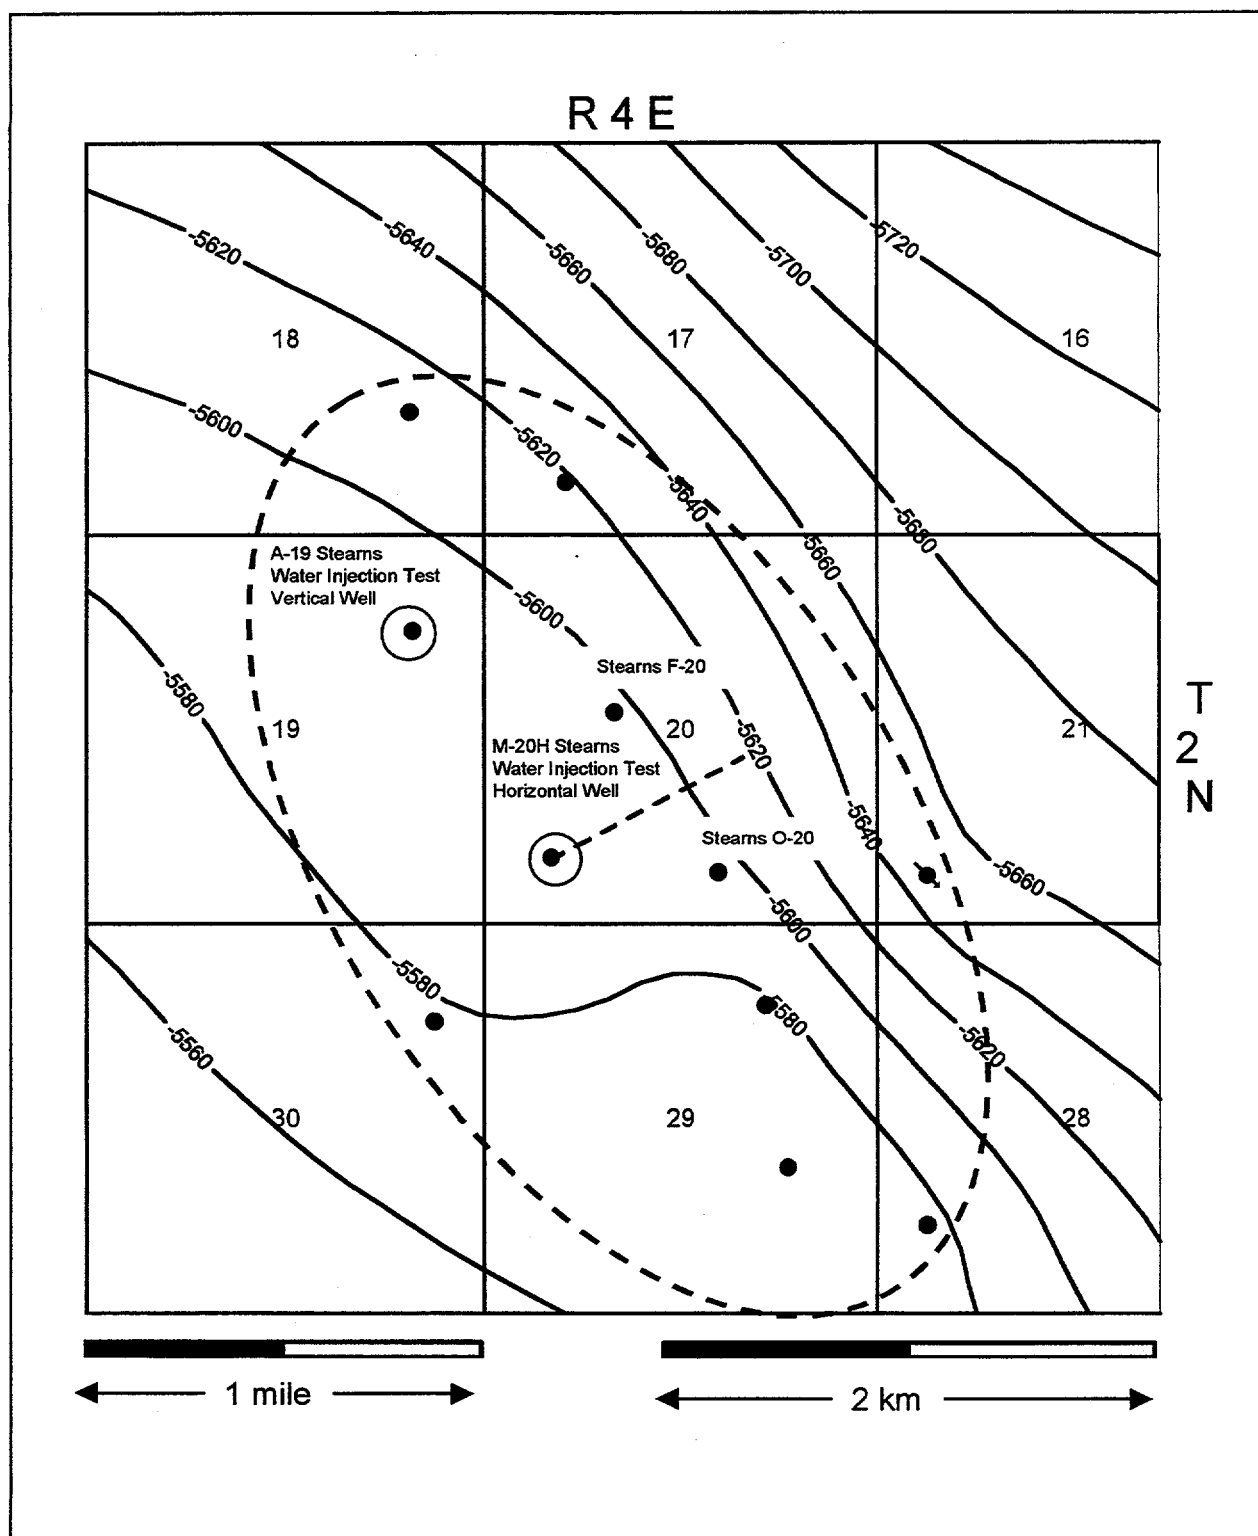 R 4 E
-5620
-5640
-5660
-5680
-5700
-5720
18
17
16
-5600
-5620
-5640
-5660
-5680
A-19 Stearns
Water Injection Test
Vertical Well
-5600
Stearns F-20
-5580
19
20
21
-5620
T
2
N
M-20H Stearns
Water Injection Test
Horizontal Well
Stearns O-20
-5640
-5660
-5600
-5580
-5580
-5560
-5620
30
29
28
1 mile
2 km